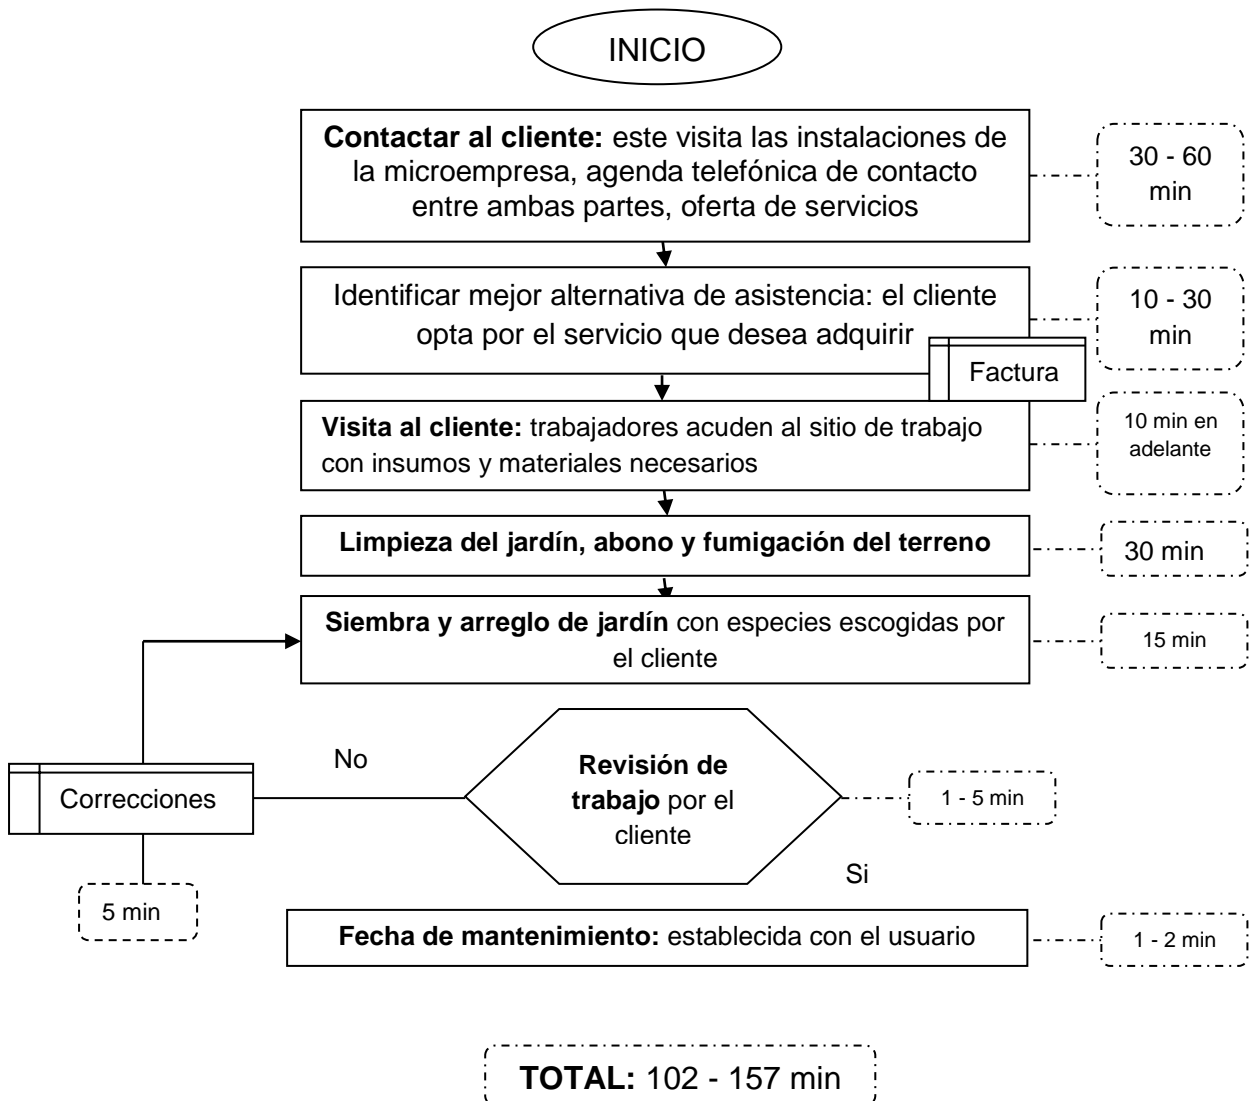 INICIO
Contactar al cliente: este visita las instalaciones de
la microempresa, agenda telefónica de contacto
entre ambas partes, oferta de servicios
30 - 60
min
Identificar mejor alternativa de asistencia: el cliente
opta por el servicio que desea adquirir
10 - 30
min
Factura
Visita al cliente: trabajadores acuden al sitio de trabajo
con insumos y materiales necesarios
10 min en
adelante
Limpieza del jardín, abono y fumigación del terreno
30 min
Siembra y arreglo de jardín con especies escogidas por
el cliente
15 min
No
Revisión de
trabajo por el
cliente
1 - 5 min
Correcciones
Si
5 min
Fecha de mantenimiento: establecida con el usuario
1 - 2 min
TOTAL: 102 - 157 min